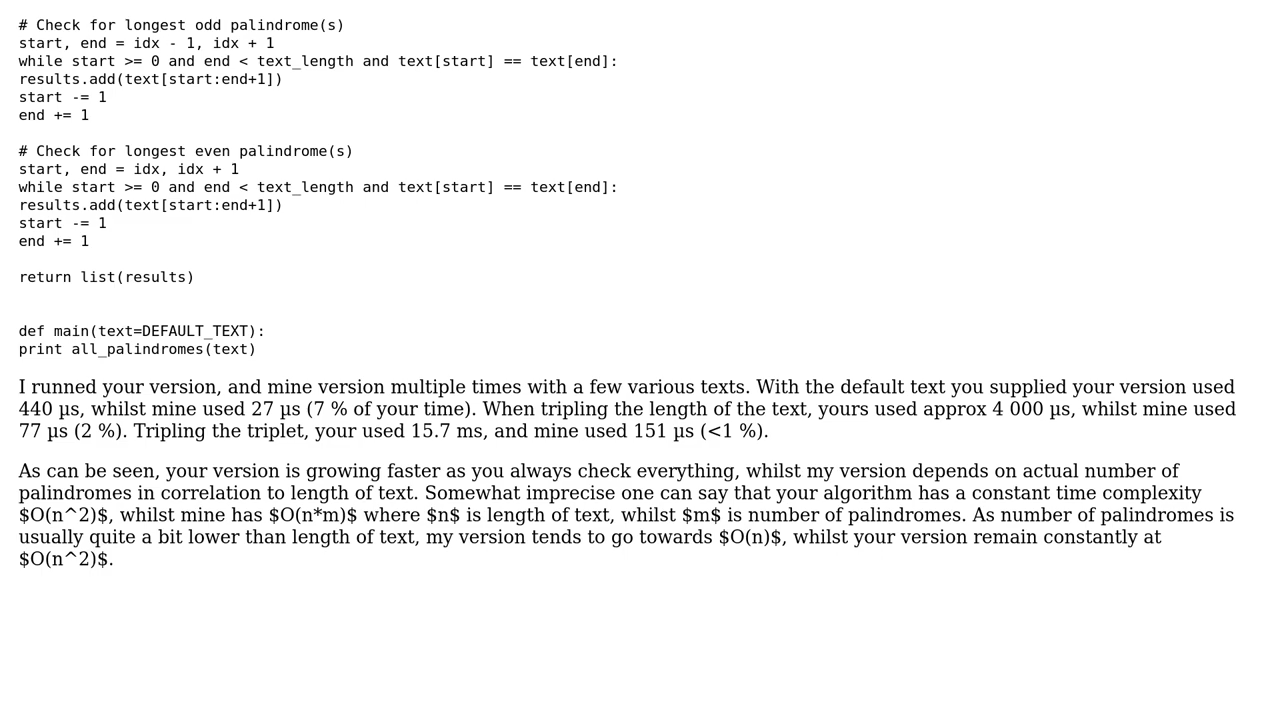 # Check for longest odd palindrome(s)
start, end = idx - 1, idx + 1
while start >= 0 and end < text_length and text[start] == text[end]:
results.add(text[start:end+1])
start -= 1
end += 1

# Check for longest even palindrome(s)
start, end = idx, idx + 1
while start >= 0 and end < text_length and text[start] == text[end]:
results.add(text[start:end+1])
start -= 1
end += 1

return list(results)

def main(text=DEFAULT_TEXT):
print all_palindromes(text)

I runned your version, and mine version multiple times with a few various texts. With the default text you supplied your version used
440 µs, whilst mine used 27 µs (7 % of your time). When tripling the length of the text, yours used approx 4 000 µs, whilst mine used
77 µs (2 %). Tripling the triplet, your used 15.7 ms, and mine used 151 µs (<1 %).

As can be seen, your version is growing faster as you always check everything, whilst my version depends on actual number of
palindromes in correlation to length of text. Somewhat imprecise one can say that your algorithm has a constant time complexity
$O(n^2)$, whilst mine has $O(n*m)$ where $n$ is length of text, whilst $m$ is number of palindromes. As number of palindromes is
usually quite a bit lower than length of text, my version tends to go towards $O(n)$, whilst your version remain constantly at
$O(n^2)$.